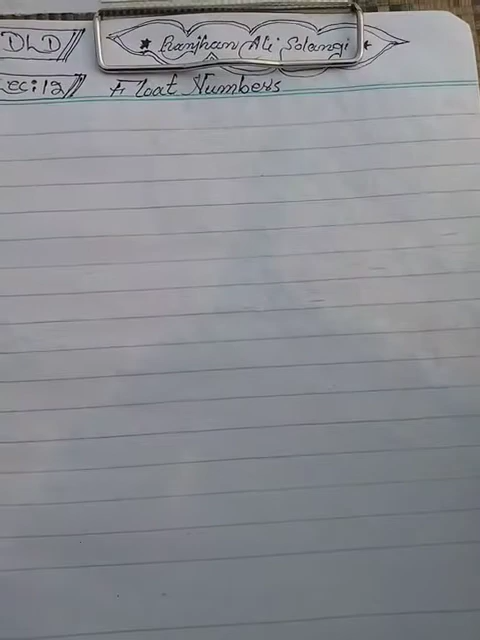 DLD
★ Ranjhan Ali Solangi ★
Lec:12
Float Numbers